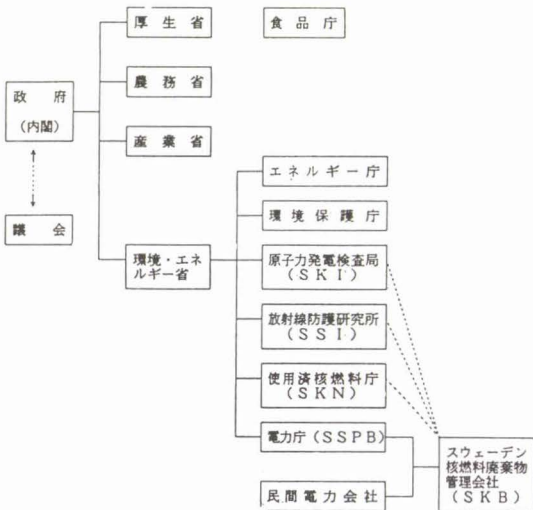 厚生省
食品庁
政府
(内閣)
農務省
産業省
議会
環境・エネ
ルギー省
エネルギー庁
環境保護庁
原子力発電検査局
(SKI)
放射線防護研究所
(SSI)
使用済核燃料庁
(SKN)
電力庁(SSPB)
民間電力会社
スウェーデン
核燃料廃棄物
管理会社
(SKB)